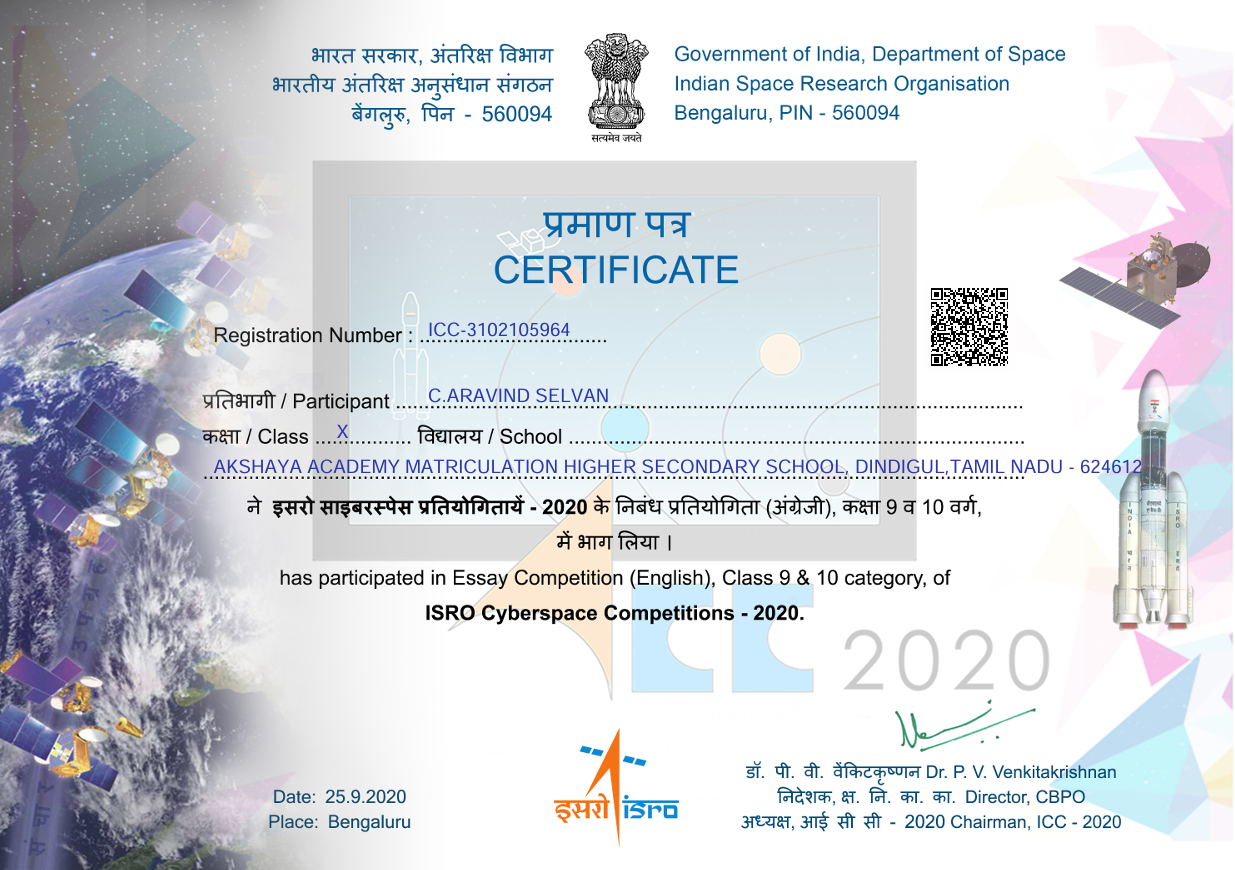 भारत सरकार, अंतरिक्ष विभाग
भारतीय अंतरिक्ष अनुसंधान संगठन
बेंगलुरु, पिन - 560094
सत्यमेव जयते
Government of India, Department of Space
Indian Space Research Organisation
Bengaluru, PIN - 560094
प्रमाण पत्र
CERTIFICATE
Registration Number : ICC-3102105964
प्रतिभागी / Participant C.ARAVIND SELVAN
कक्षा / Class X विद्यालय / School
AKSHAYA ACADEMY MATRICULATION HIGHER SECONDARY SCHOOL, DINDIGUL,TAMIL NADU - 624612
ने इसरो साइबरस्पेस प्रतियोगितायें - 2020 के निबंध प्रतियोगिता (अंग्रेजी), कक्षा 9 व 10 वर्ग,
में भाग लिया ।
has participated in Essay Competition (English), Class 9 & 10 category, of
ISRO Cyberspace Competitions - 2020.
ICC 2020
INDIA
ISRO
डॉ. पी. वी. वेंकिटकृष्णन Dr. P. V. Venkitakrishnan
निदेशक, क्ष. नि. का. का. Director, CBPO
अध्यक्ष, आई सी सी - 2020 Chairman, ICC - 2020
Date: 25.9.2020
Place: Bengaluru
इसरो isro